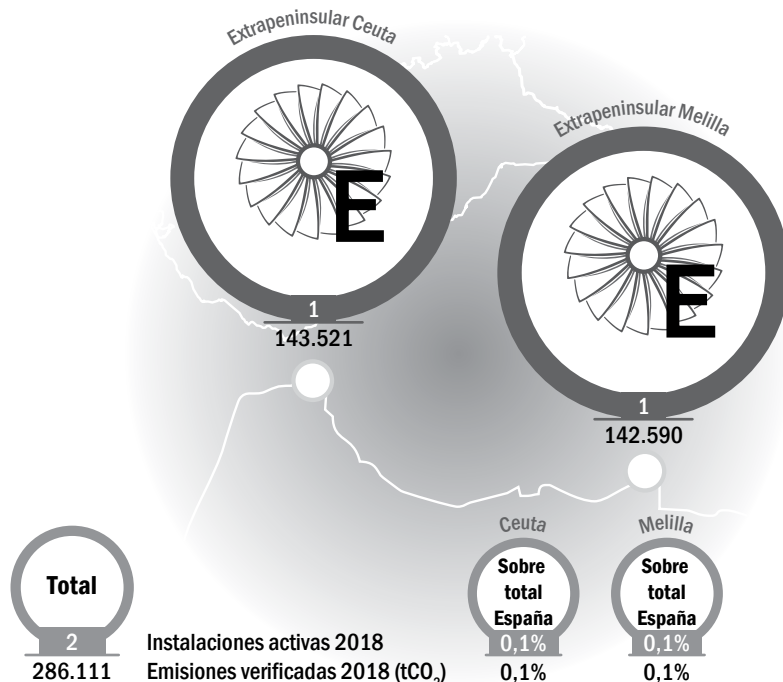 Extrapeninsular Ceuta
E
1
143.521
Extrapeninsular Melilla
E
1
142.590
Total
2
286.111
Instalaciones activas 2018
Emisiones verificadas 2018 (tCO₂)
Ceuta
Sobre
total
España
0,1%
0,1%
Melilla
Sobre
total
España
0,1%
0,1%